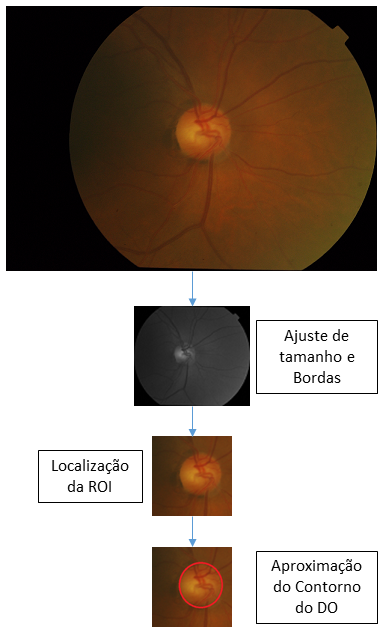 Ajuste de
tamanho e
Bordas
Localização
da ROI
Aproximação
do Contorno
do DO